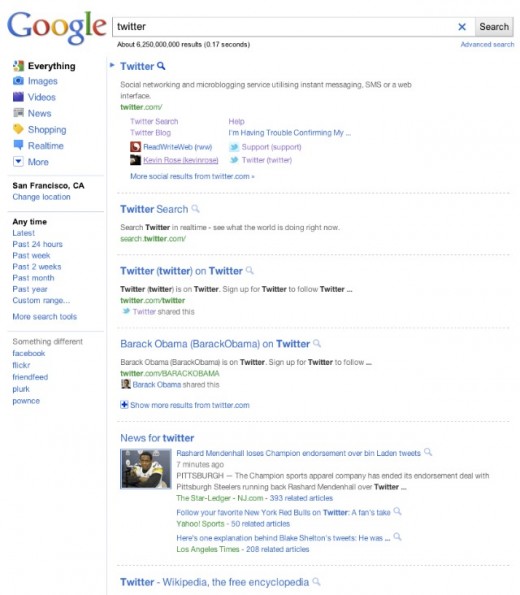 Google
twitter
Search
About 6,250,000,000 results (0.17 seconds)
Advanced search
Everything
Images
Videos
News
Shopping
Realtime
More
San Francisco, CA
Change location
Any time
Latest
Past 24 hours
Past week
Past 2 weeks
Past month
Past year
Custom range...
More search tools
Something different
facebook
flickr
friendfeed
plurk
pownce
Twitter
Social networking and microblogging service utilising instant messaging, SMS or a web
interface.
twitter.com/
Twitter Search Help
Twitter Blog I'm Having Trouble Confirming My ...
ReadWriteWeb (rww) Support (support)
Kevin Rose (kevinrose) Twitter (twitter)
More social results from twitter.com »
Twitter Search
Search Twitter in realtime - see what the world is doing right now.
search.twitter.com/
Twitter (twitter) on Twitter
Twitter (twitter) is on Twitter. Sign up for Twitter to follow Twitter ...
twitter.com/twitter
Twitter shared this
Barack Obama (BarackObama) on Twitter
Barack Obama (BarackObama) is on Twitter. Sign up for Twitter to follow ...
twitter.com/BARACKOBAMA
Barack Obama shared this
Show more results from twitter.com
News for twitter
Rashard Mendenhall loses Champion endorsement over bin Laden tweets
7 minutes ago
PITTSBURGH — The Champion sports apparel company has ended its endorsement deal with
Pittsburgh Steelers running back Rashard Mendenhall over Twitter ...
The Star-Ledger - NJ.com - 393 related articles
Follow your favorite New York Red Bulls on Twitter: A fan's take
Yahoo! Sports - 50 related articles
Here's one explanation behind Blake Shelton's tweets: He was ...
Los Angeles Times - 208 related articles
Twitter - Wikipedia, the free encyclopedia